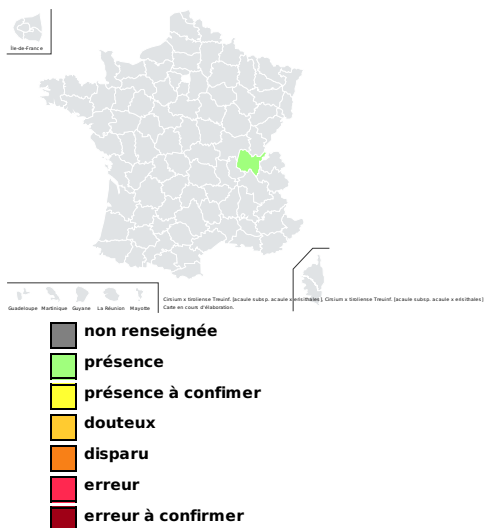 Île-de-France
Guadeloupe Martinique Guyane La Réunion Mayotte
Cirsium x tiroliense Treuinf. [acaule subsp. acaule x erisithales], Cirsium x tiroliense Treuinf. [acaule subsp. acaule x erisithales]
Carte en cours d'élaboration.
non renseignée
présence
présence à confimer
douteux
disparu
erreur
erreur à confirmer